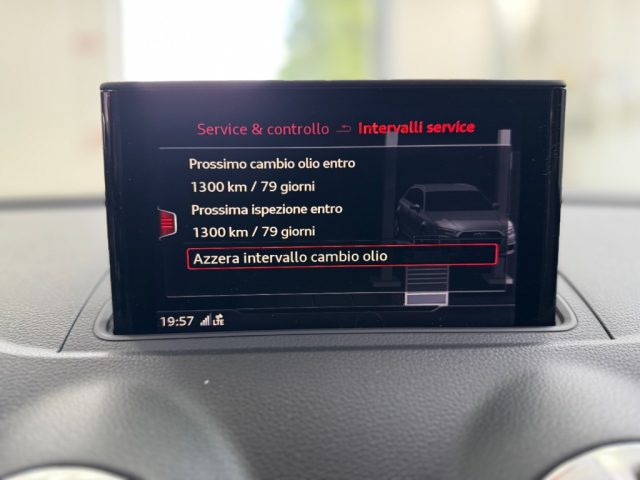 Service & controllo Intervalli service
Prossimo cambio olio entro
1300 km / 79 giorni
Prossima ispezione entro
1300 km / 79 giorni
Azzera intervallo cambio olio
19:57 LTE